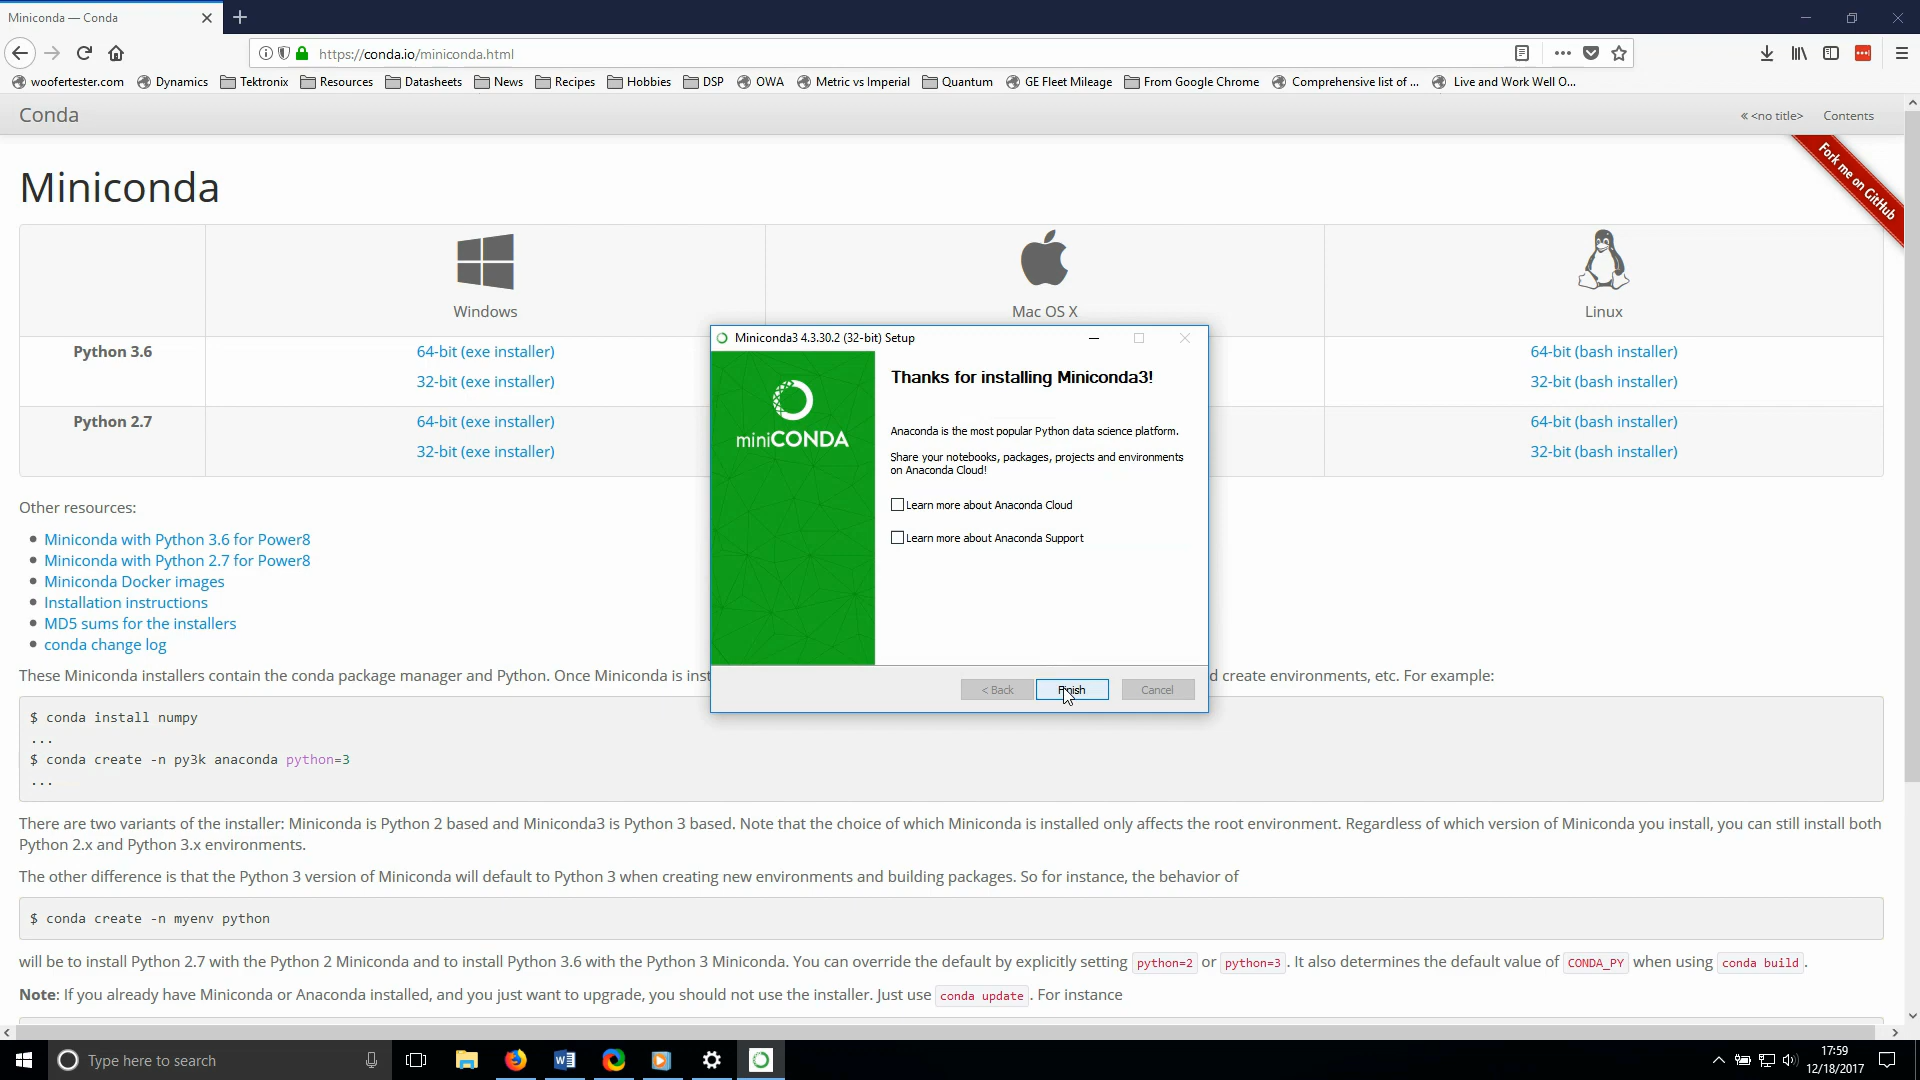 Miniconda — Conda
https://conda.io/miniconda.html
woofertester.com Dynamics Tektronix Resources Datasheets News Recipes Hobbies DSP OWA Metric vs Imperial Quantum GE Fleet Mileage From Google Chrome Comprehensive list of ... Live and Work Well O...
Conda
« <no title> Contents
Fork me on GitHub
Miniconda
Windows
Mac OS X
Linux
Python 3.6
64-bit (exe installer)
64-bit (bash installer)
32-bit (exe installer)
32-bit (bash installer)
Python 2.7
64-bit (exe installer)
64-bit (bash installer)
32-bit (exe installer)
32-bit (bash installer)
Miniconda3 4.3.30.2 (32-bit) Setup
miniCONDA
Thanks for installing Miniconda3!
Anaconda is the most popular Python data science platform.
Share your notebooks, packages, projects and environments
on Anaconda Cloud!
Learn more about Anaconda Cloud
Learn more about Anaconda Support
< Back
Finish
Cancel
Other resources:
Miniconda with Python 3.6 for Power8
Miniconda with Python 2.7 for Power8
Miniconda Docker images
Installation instructions
MD5 sums for the installers
conda change log
These Miniconda installers contain the conda package manager and Python. Once Miniconda is inst d create environments, etc. For example:
$ conda install numpy
...
$ conda create -n py3k anaconda python=3
...
There are two variants of the installer: Miniconda is Python 2 based and Miniconda3 is Python 3 based. Note that the choice of which Miniconda is installed only affects the root environment. Regardless of which version of Miniconda you install, you can still install both
Python 2.x and Python 3.x environments.
The other difference is that the Python 3 version of Miniconda will default to Python 3 when creating new environments and building packages. So for instance, the behavior of
$ conda create -n myenv python
will be to install Python 2.7 with the Python 2 Miniconda and to install Python 3.6 with the Python 3 Miniconda. You can override the default by explicitly setting python=2 or python=3. It also determines the default value of CONDA_PY when using conda build.
Note: If you already have Miniconda or Anaconda installed, and you just want to upgrade, you should not use the installer. Just use conda update. For instance
Type here to search
17:59
12/18/2017